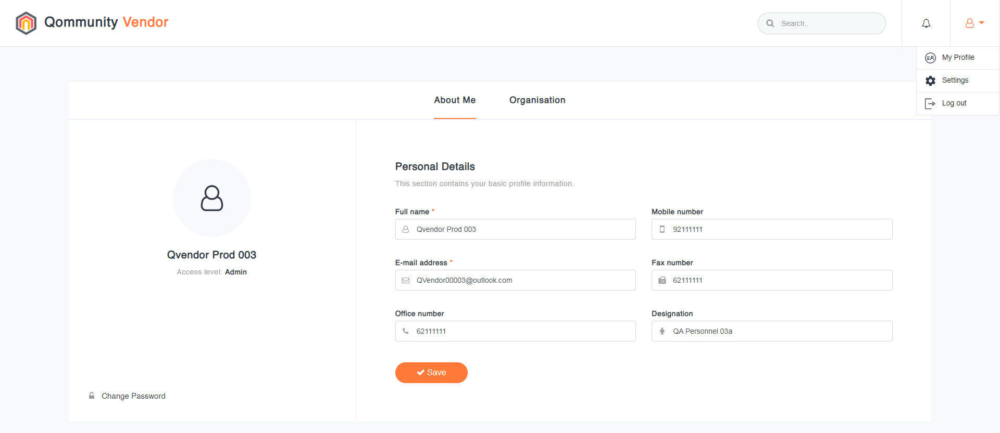 Qommunity Vendor
Search..
My Profile
Settings
Log out
About Me
Organisation
Qvendor Prod 003
Access level: Admin
Change Password
Personal Details
This section contains your basic profile information.
Full name *
Qvendor Prod 003
Mobile number
92111111
E-mail address *
QVendor00003@outlook.com
Fax number
62111111
Office number
62111111
Designation
QA Personnel 03a
Save